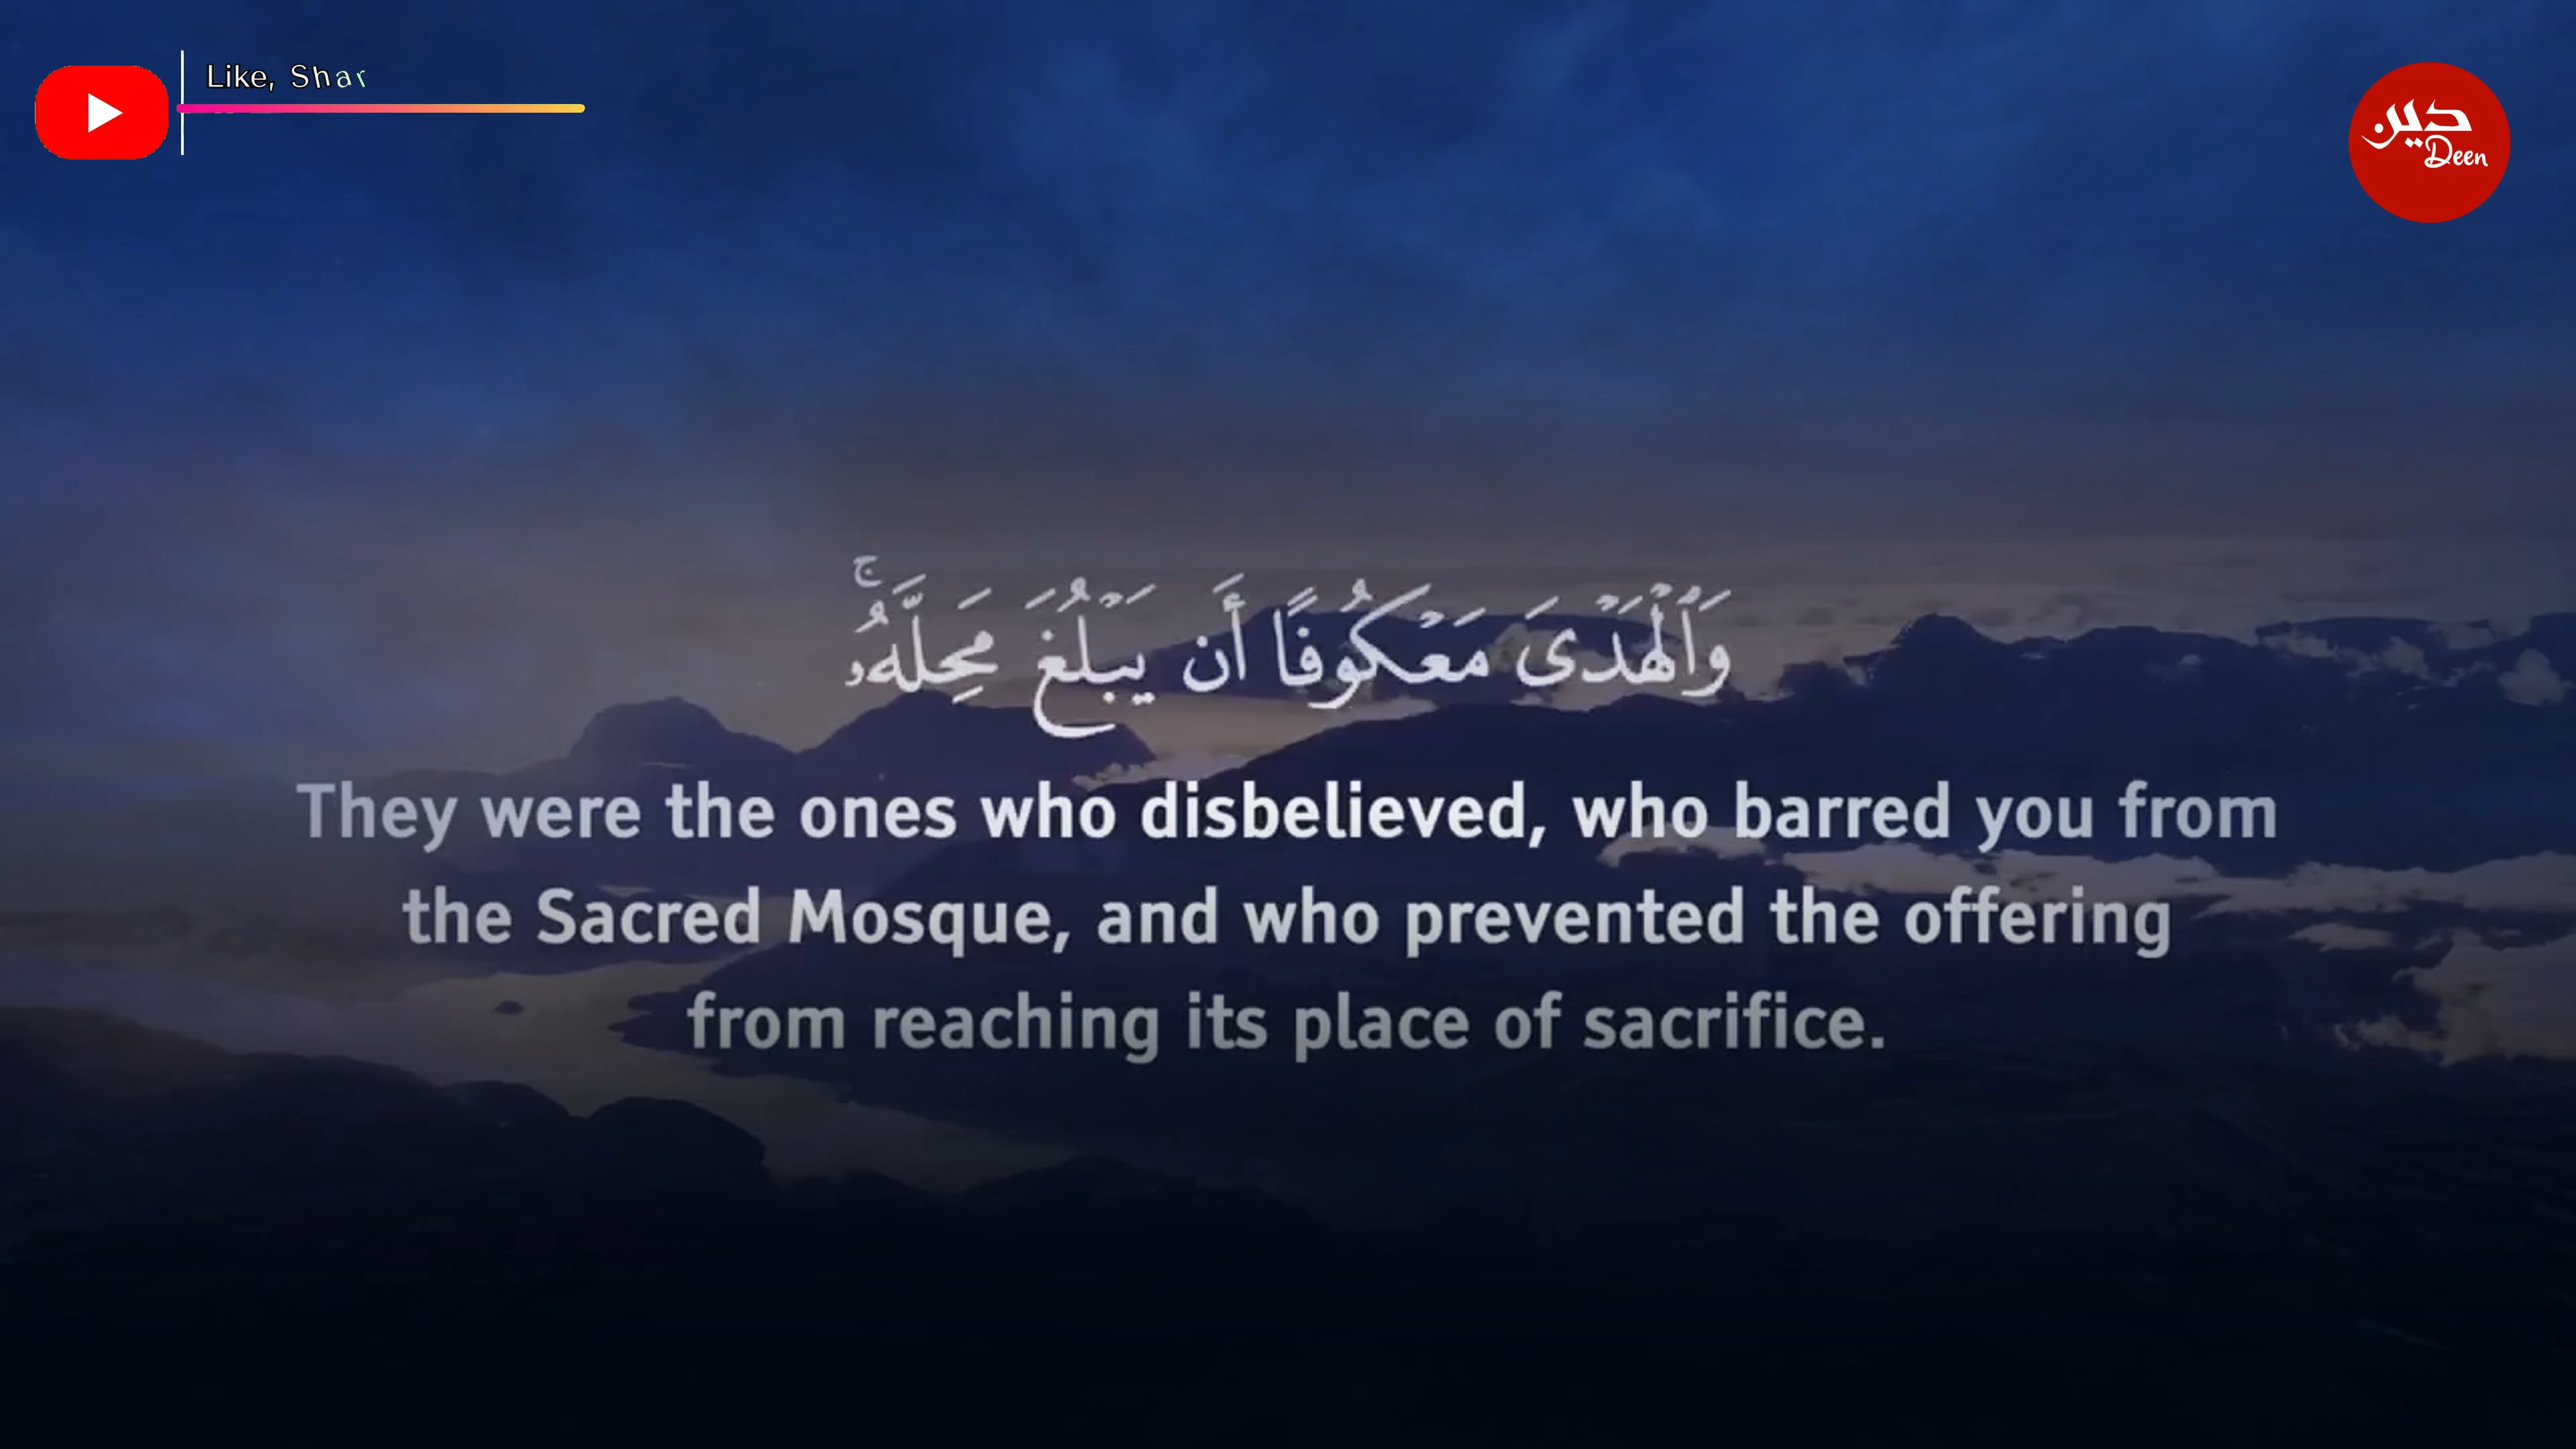 Like, Shar
دين
Deen
وَٱلْهَدْىَ مَعْكُوفًا أَن يَبْلُغَ مَحِلَّهُۥ ۚ
They were the ones who disbelieved, who barred you from
the Sacred Mosque, and who prevented the offering
from reaching its place of sacrifice.